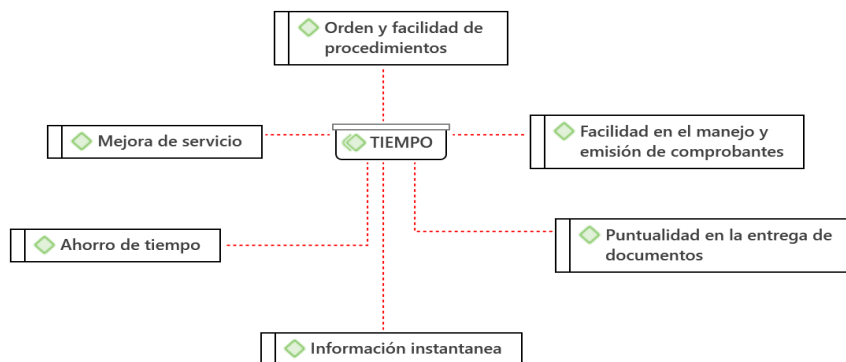 Orden y facilidad de
procedimientos
Mejora de servicio
TIEMPO
Facilidad en el manejo y
emisión de comprobantes
Ahorro de tiempo
Puntualidad en la entrega de
documentos
Información instantanea